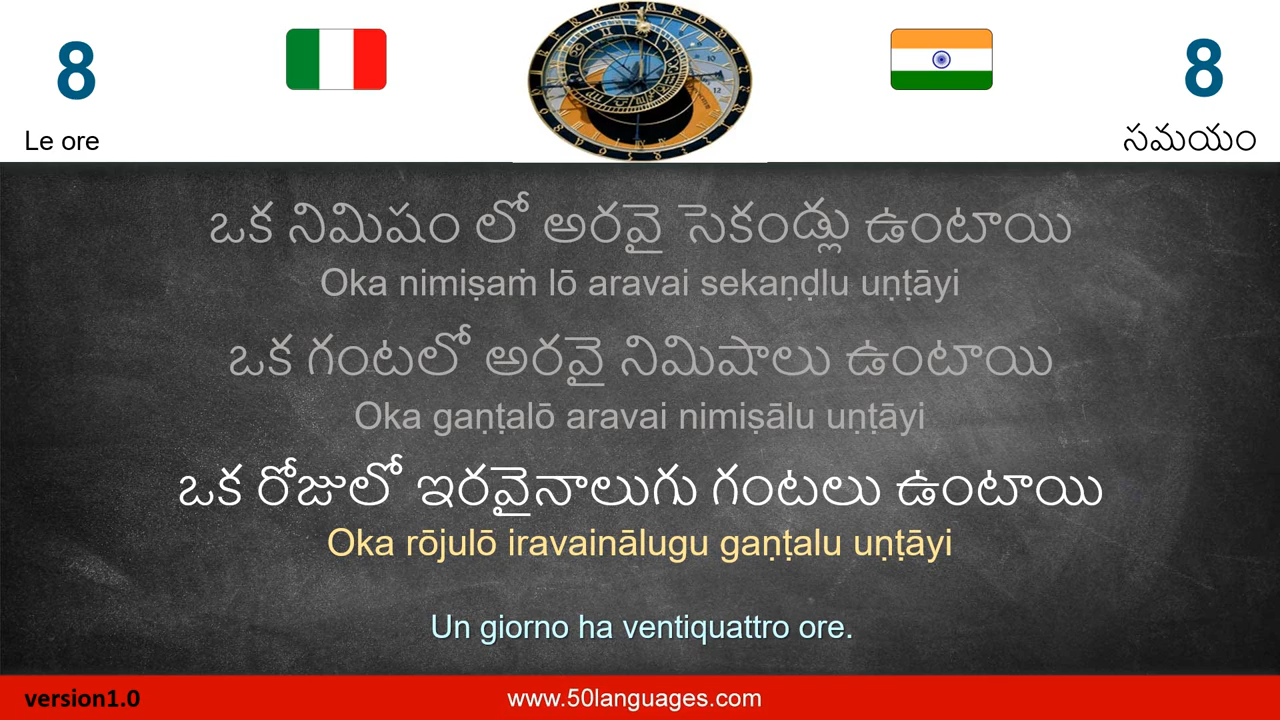 8
8
Le ore
సమయం
ఒక నిమిషం లో అరవై సెకండ్లు ఉంటాయి
Oka nimiṣaṁ lō aravai sekaṇḍlu uṇṭāyi
ఒక గంటలో అరవై నిమిషాలు ఉంటాయి
Oka gaṇṭalō aravai nimiṣālu uṇṭāyi
ఒక రోజులో ఇరవైనాలుగు గంటలు ఉంటాయి
Oka rōjulō iravainālugu gaṇṭalu uṇṭāyi
Un giorno ha ventiquattro ore.
version1.0
www.50languages.com